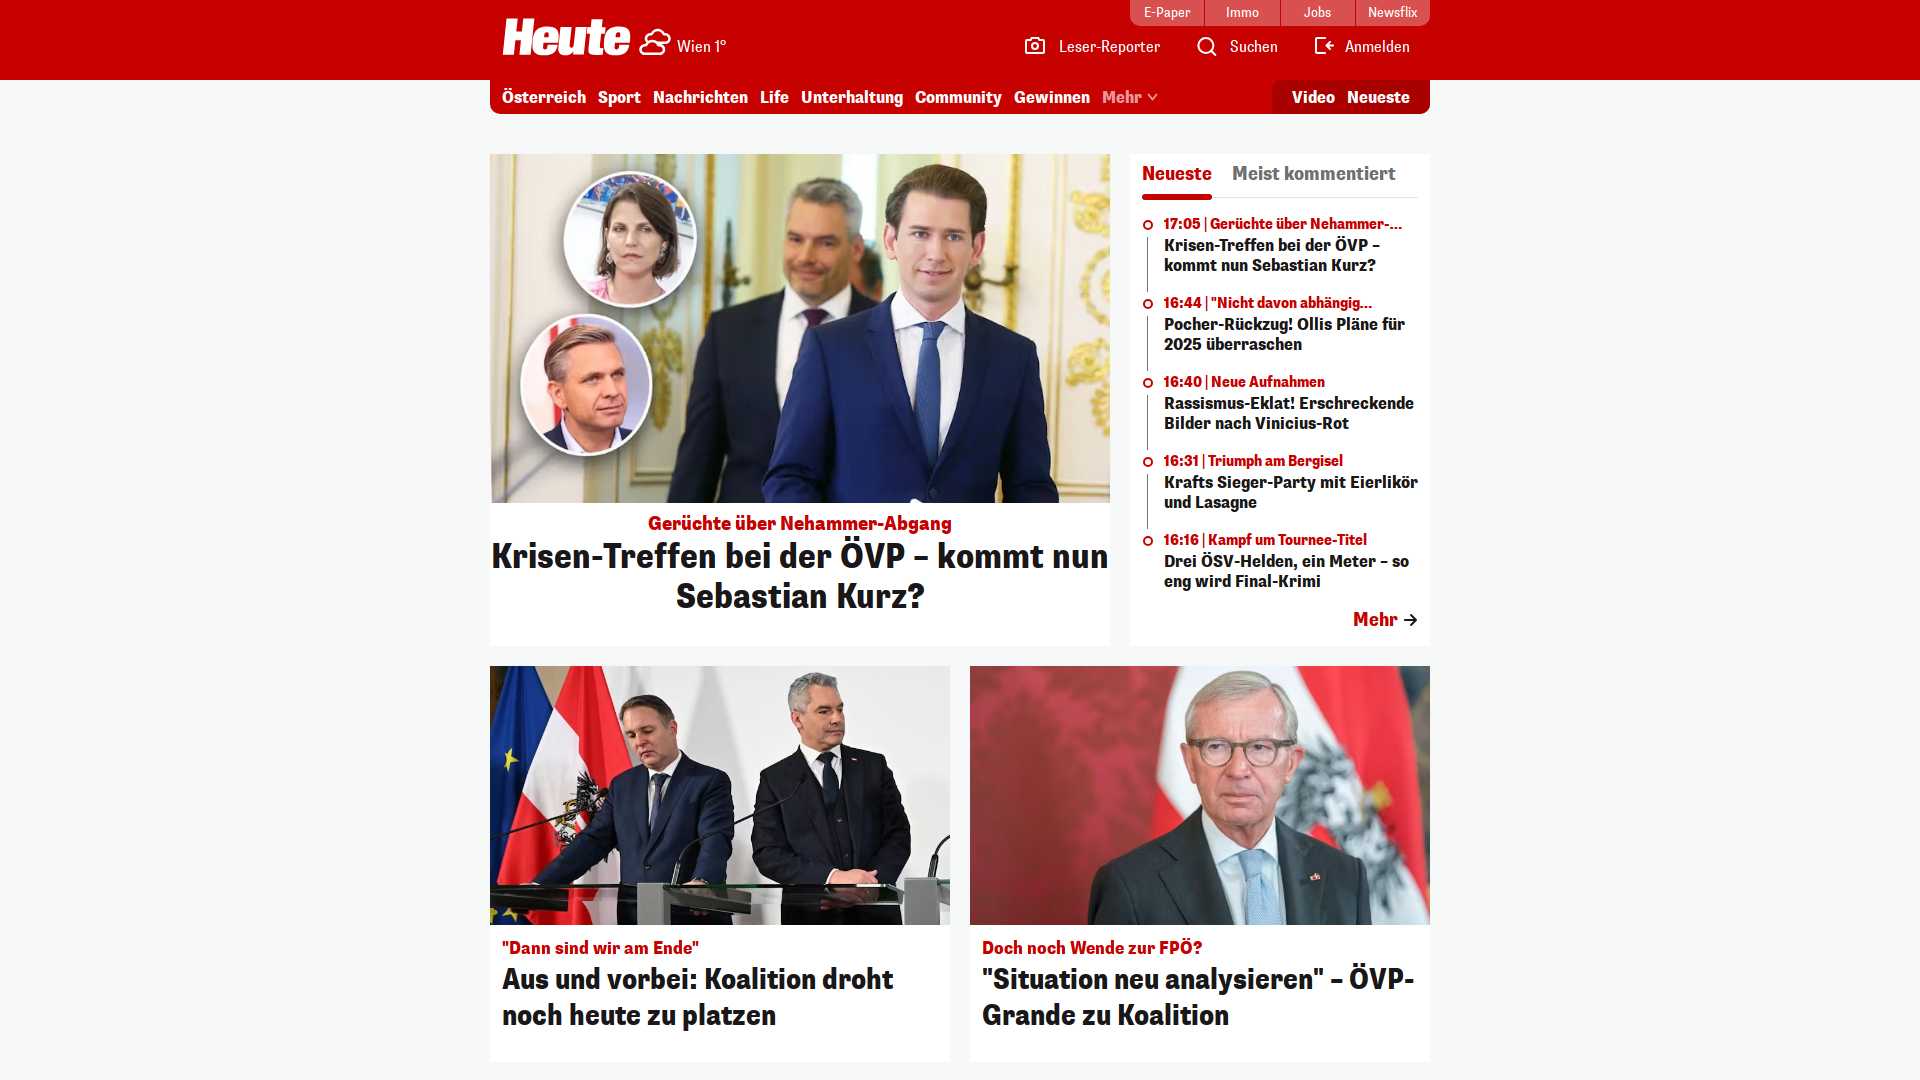 E-Paper
Immo
Jobs
Newsflix
Heute
Wien 1°
Leser-Reporter
Suchen
Anmelden
Österreich
Sport
Nachrichten
Life
Unterhaltung
Community
Gewinnen
Mehr
Video
Neueste
Gerüchte über Nehammer-Abgang
Krisen-Treffen bei der ÖVP – kommt nun
Sebastian Kurz?
Neueste
Meist kommentiert
17:05 | Gerüchte über Nehammer-...
Krisen-Treffen bei der ÖVP –
kommt nun Sebastian Kurz?
16:44 | "Nicht davon abhängig...
Pocher-Rückzug! Ollis Pläne für
2025 überraschen
16:40 | Neue Aufnahmen
Rassismus-Eklat! Erschreckende
Bilder nach Vinicius-Rot
16:31 | Triumph am Bergisel
Krafts Sieger-Party mit Eierlikör
und Lasagne
16:16 | Kampf um Tournee-Titel
Drei ÖSV-Helden, ein Meter – so
eng wird Final-Krimi
Mehr
"Dann sind wir am Ende"
Aus und vorbei: Koalition droht
noch heute zu platzen
Doch noch Wende zur FPÖ?
"Situation neu analysieren" – ÖVP-
Grande zu Koalition